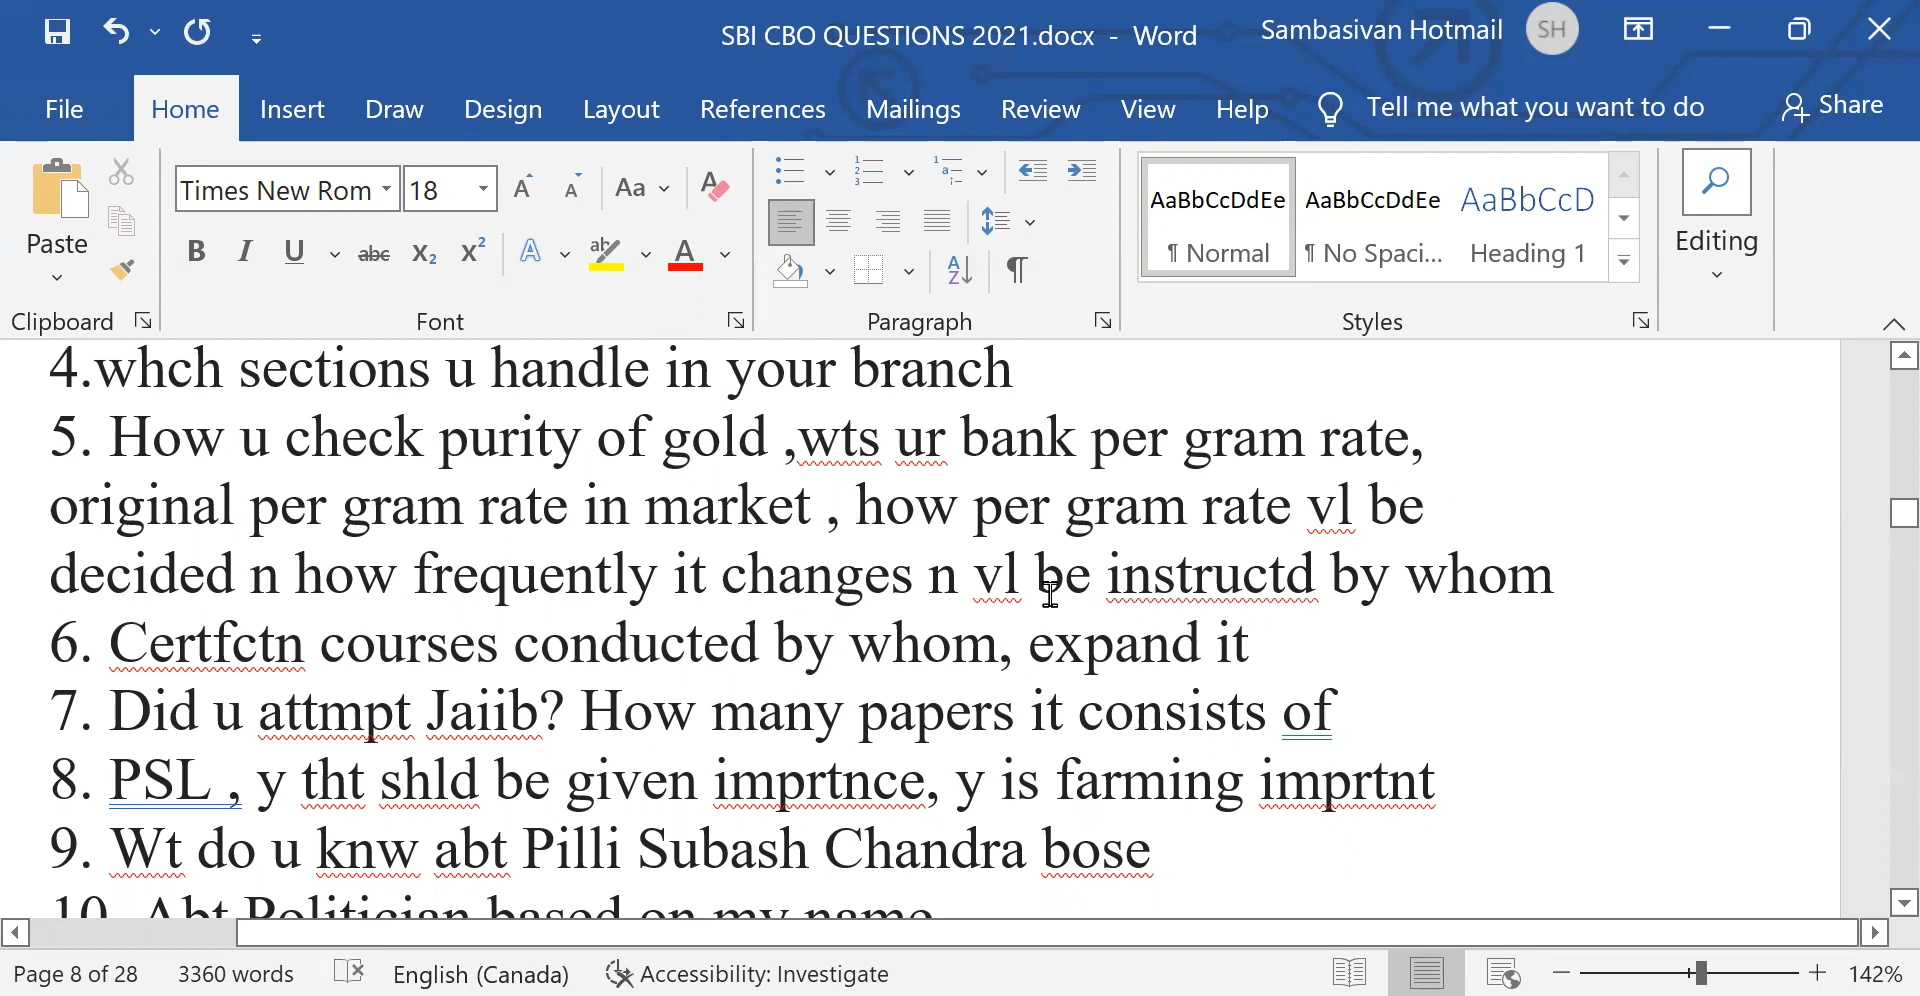 SBI CBO QUESTIONS 2021.docx - Word
Sambasivan Hotmail
SH
File
Home
Insert
Draw
Design
Layout
References
Mailings
Review
View
Help
Tell me what you want to do
Share
Paste
Times New Rom
18
Aa
AaBbCcDdEe
AaBbCcDdEe
AaBbCcD
¶ Normal
¶ No Spaci...
Heading 1
Editing
Clipboard
Font
Paragraph
Styles
4.whch sections u handle in your branch
5. How u check purity of gold ,wts ur bank per gram rate,
original per gram rate in market , how per gram rate vl be
decided n how frequently it changes n vl be instructd by whom
6. Certfctn courses conducted by whom, expand it
7. Did u attmpt Jaiib? How many papers it consists of
8. PSL , y tht shld be given imprtnce, y is farming imprtnt
9. Wt do u knw abt Pilli Subash Chandra bose
10. Abt Politician based on my name
Page 8 of 28
3360 words
English (Canada)
Accessibility: Investigate
142%